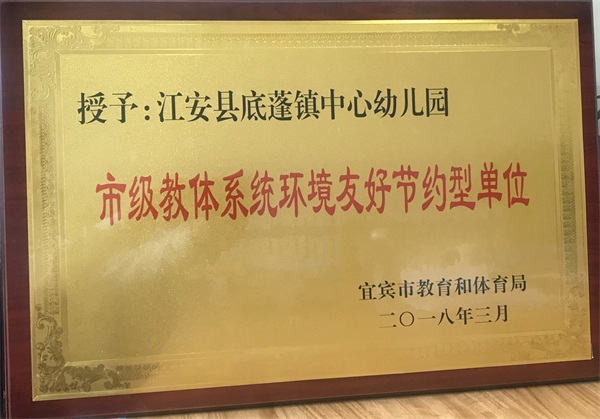 授予:江安县底蓬镇中心幼儿园
市级教体系统环境友好节约型单位
宜宾市教育和体育局
二〇一八年三月